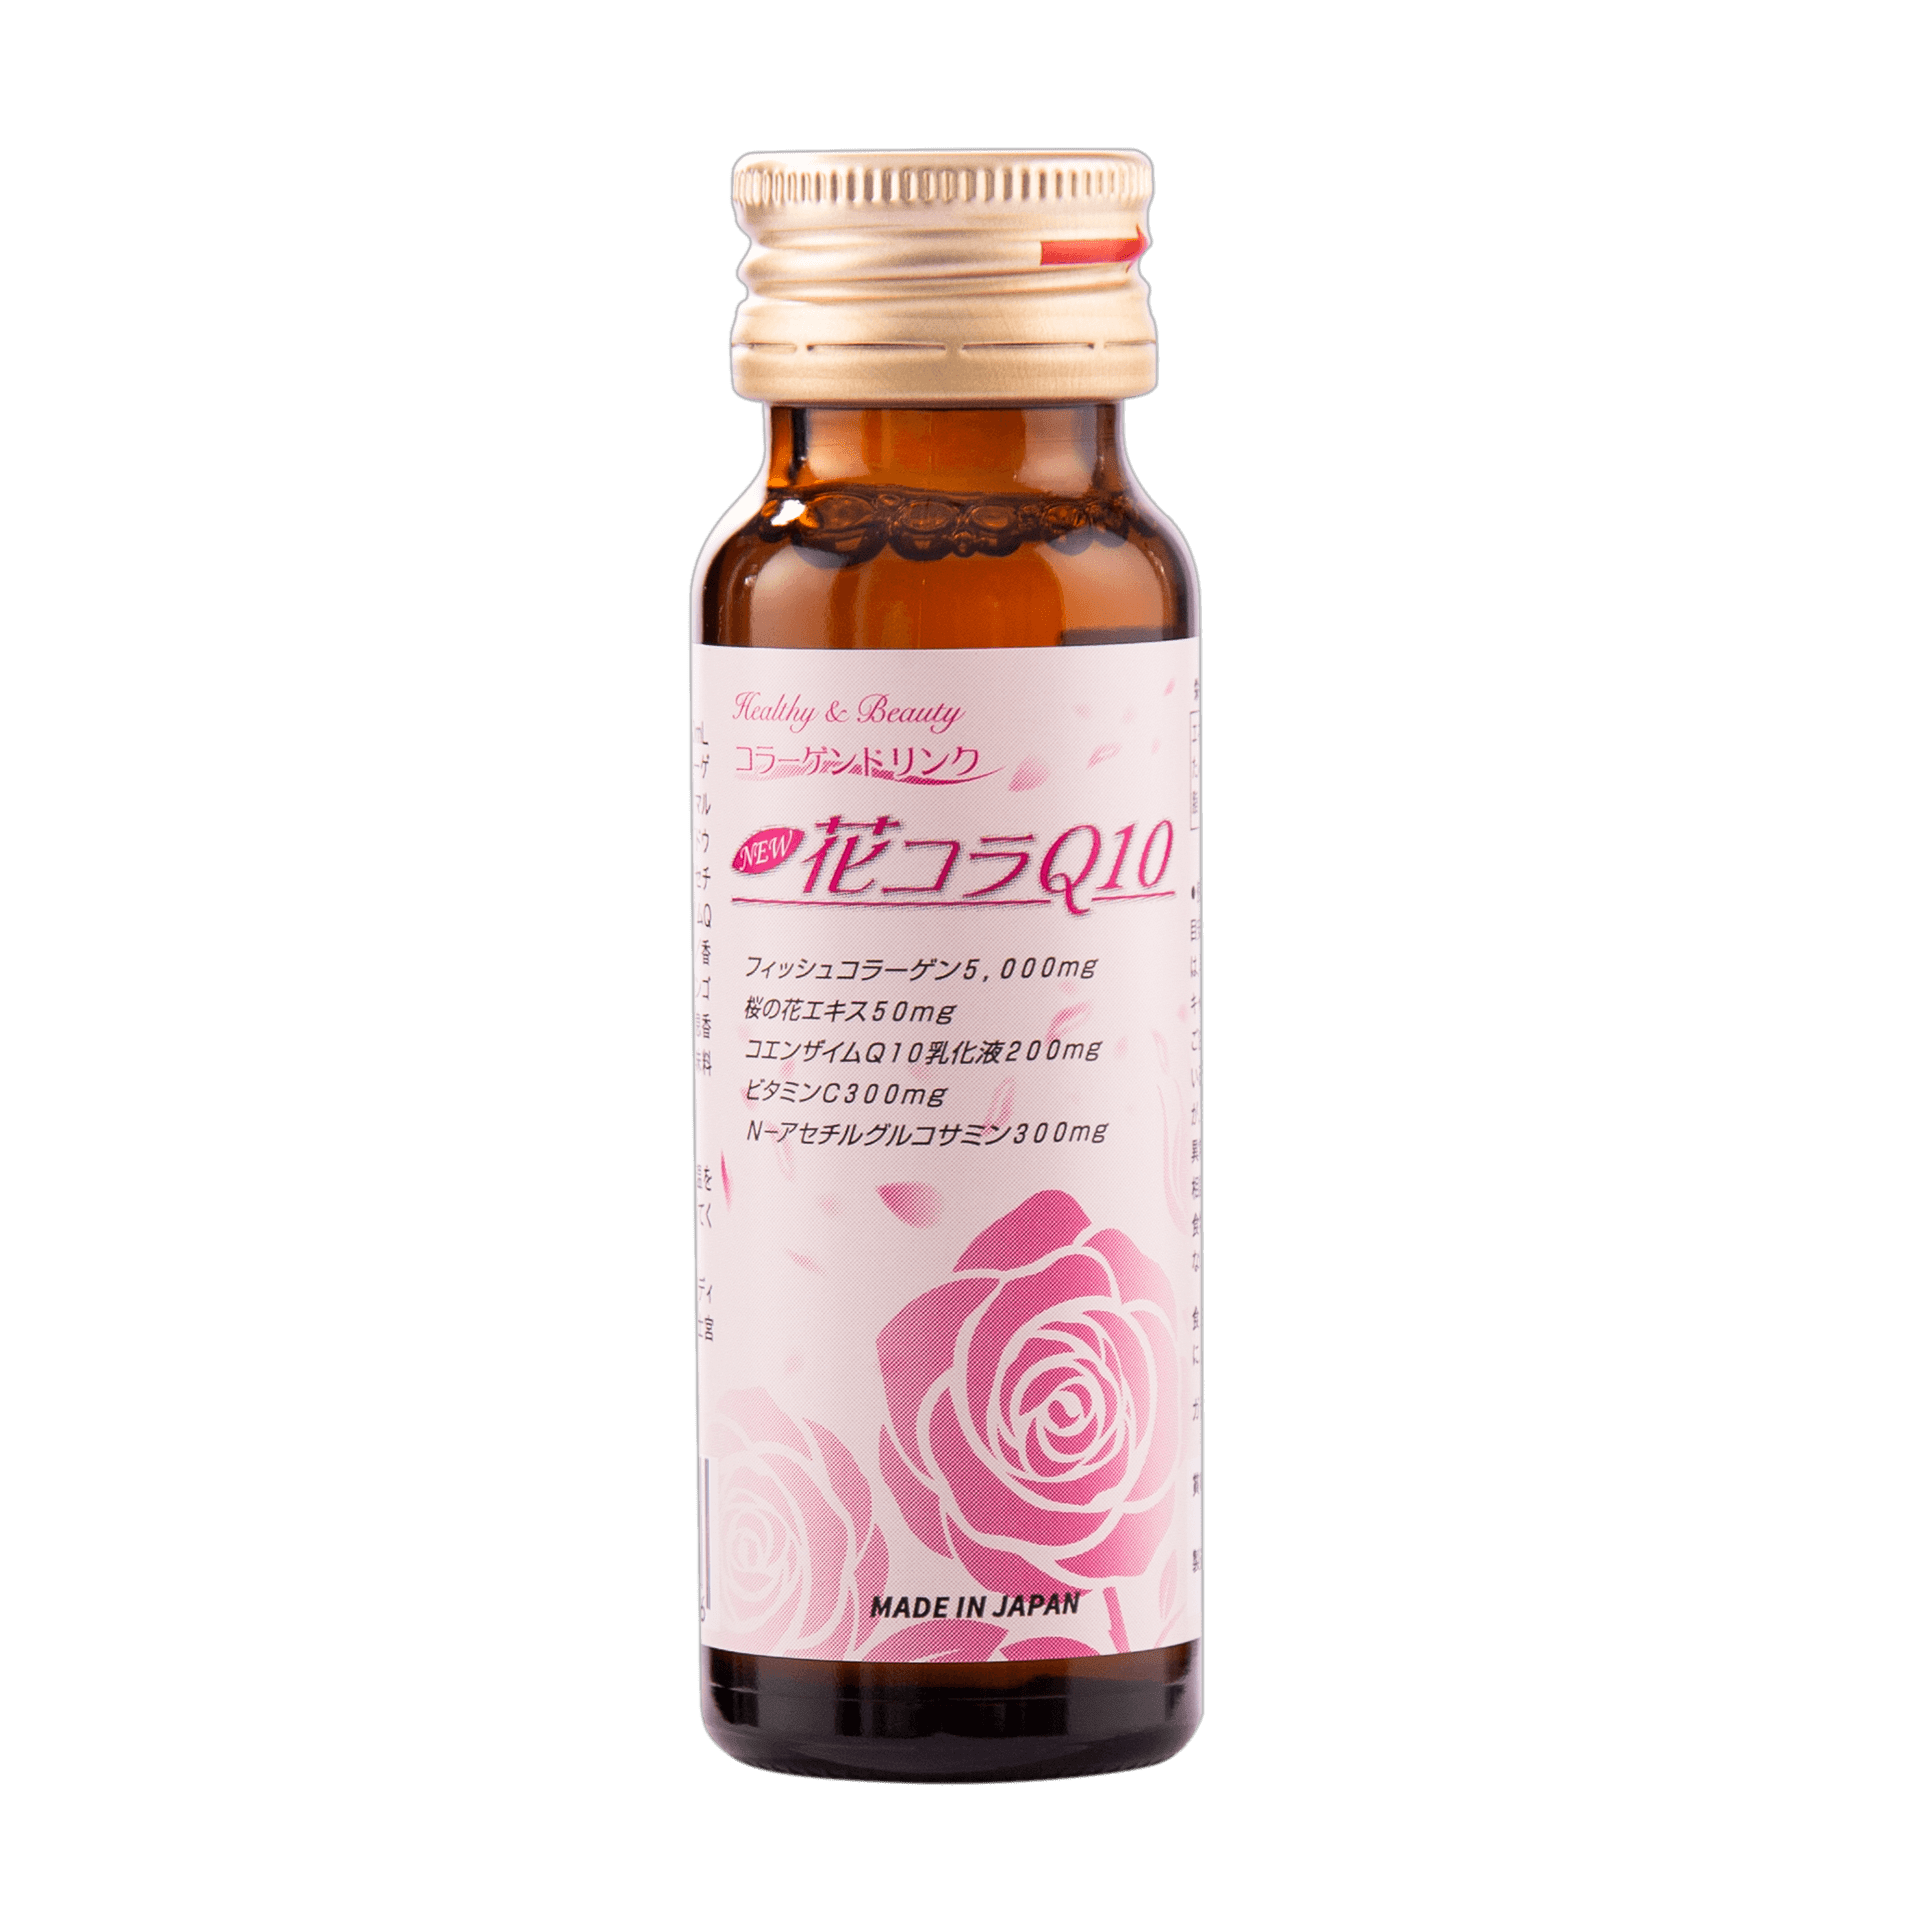 Healthy & Beauty
コラーゲンドリンク
NEW 花コラQ10
フィッシュコラーゲン5,000mg
桜の花エキス50mg
コエンザイムQ10乳化液200mg
ビタミンC300mg
N-アセチルグルコサミン300mg
MADE IN JAPAN